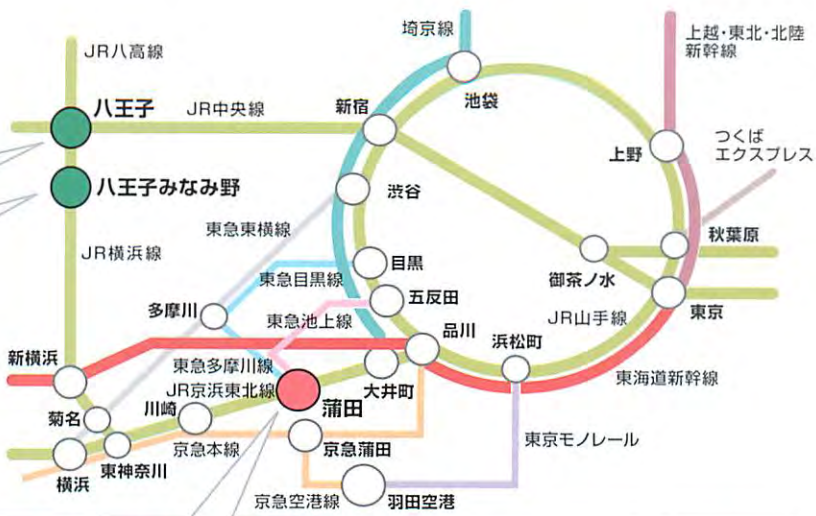 埼京線
上越・東北・北陸
新幹線
JR八高線
八王子
JR中央線
新宿
池袋
上野
つくば
エクスプレス
八王子みなみ野
渋谷
東急東横線
秋葉原
JR横浜線
目黒
御茶ノ水
東急目黒線
多摩川
五反田
東京
東急池上線
品川
浜松町
JR山手線
新横浜
東急多摩川線
大井町
東海道新幹線
JR京浜東北線
蒲田
菊名
川崎
京急本線
京急蒲田
東京モノレール
横浜
東神奈川
京急空港線
羽田空港